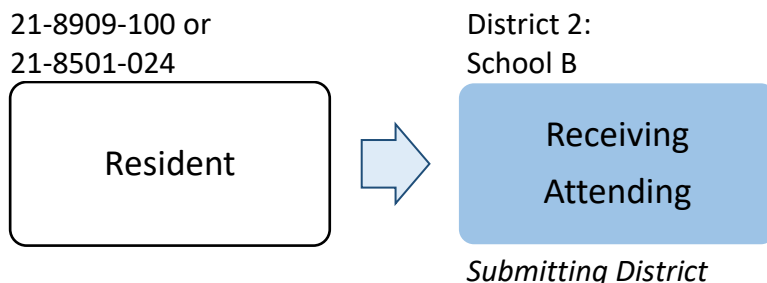 21-8909-100 or
21-8501-024
Resident
District 2:
School B
Receiving
Attending
Submitting District